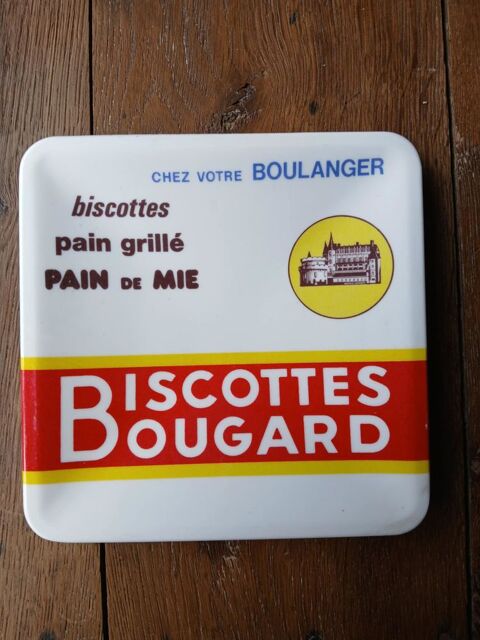 CHEZ VOTRE BOULANGER
biscottes
pain grillé
PAIN DE MIE
BISCOTTES
BOUGARD